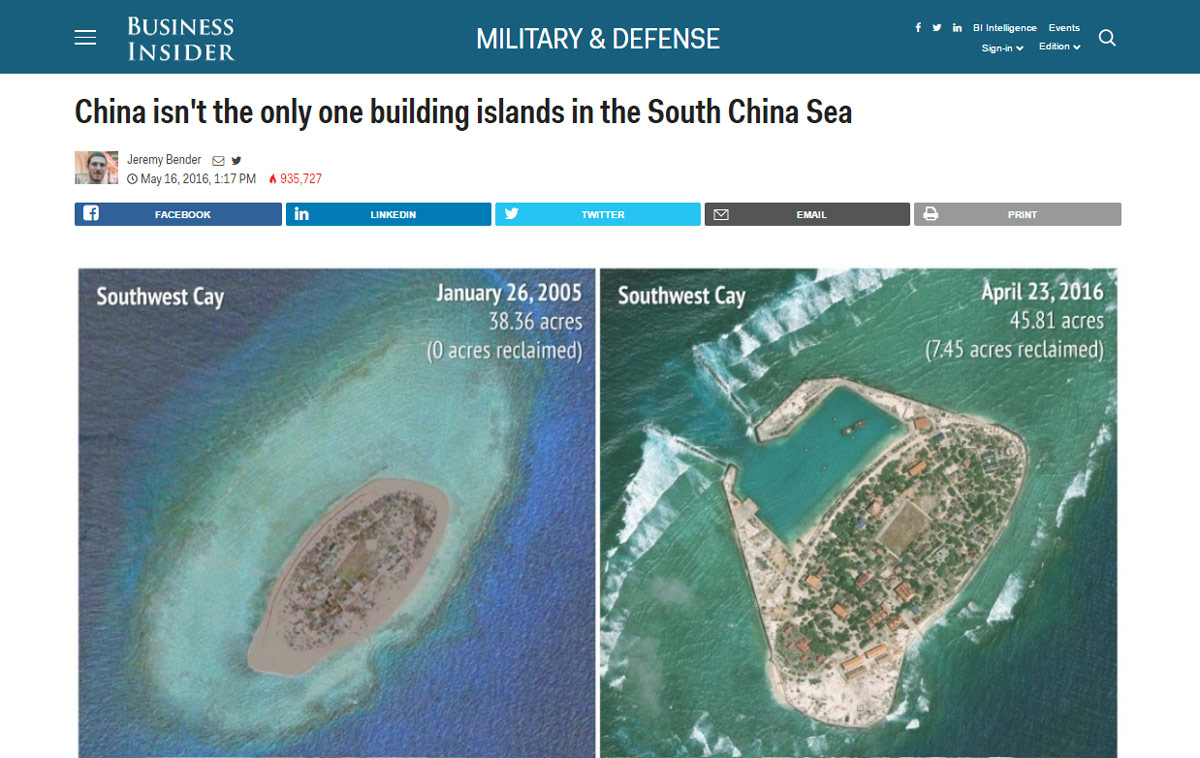 BUSINESS
INSIDER
MILITARY & DEFENSE
BI Intelligence Events
Sign-in Edition
China isn't the only one building islands in the South China Sea
Jeremy Bender
May 16, 2016, 1:17 PM 935,727
FACEBOOK LINKEDIN TWITTER EMAIL PRINT
Southwest Cay
January 26, 2005
38.36 acres
(0 acres reclaimed)
Southwest Cay
April 23, 2016
45.81 acres
(7.45 acres reclaimed)